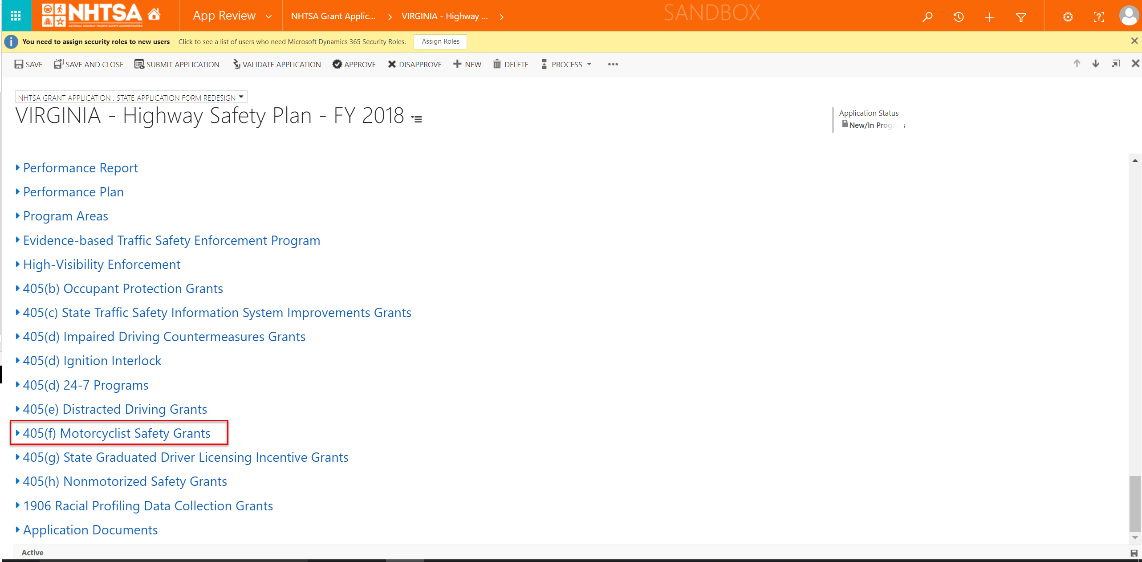 NHTSA
App Review
NHTSA Grant Applic...
VIRGINIA - Highway ...
SANDBOX
You need to assign security roles to new users
Click to see a list of users who need Microsoft Dynamics 365 Security Roles.
Assign Roles
SAVE
SAVE AND CLOSE
SUBMIT APPLICATION
VALIDATE APPLICATION
APPROVE
DISAPPROVE
NEW
DELETE
PROCESS
NHTSA GRANT APPLICATION : STATE APPLICATION FORM REDESIGN
VIRGINIA - Highway Safety Plan - FY 2018
Application Status
New/In Progr
Performance Report
Performance Plan
Program Areas
Evidence-based Traffic Safety Enforcement Program
High-Visibility Enforcement
405(b) Occupant Protection Grants
405(c) State Traffic Safety Information System Improvements Grants
405(d) Impaired Driving Countermeasures Grants
405(d) Ignition Interlock
405(d) 24-7 Programs
405(e) Distracted Driving Grants
405(f) Motorcyclist Safety Grants
405(g) State Graduated Driver Licensing Incentive Grants
405(h) Nonmotorized Safety Grants
1906 Racial Profiling Data Collection Grants
Application Documents
Active